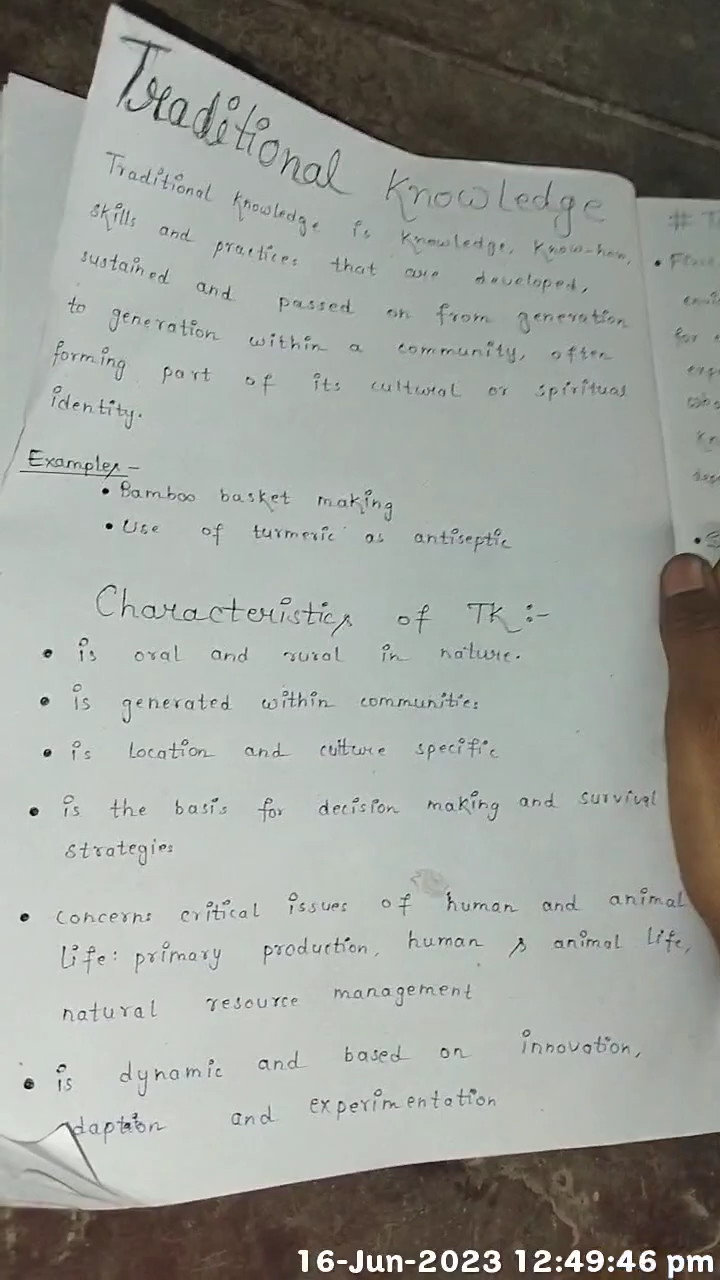 Traditional Knowledge
Traditional Knowledge is knowledge, know-how,
skills and practices that are developed,
sustained and passed on from generation
to generation within a community, often
forming part of its cultural or spiritual
identity.
Examples -
• Bamboo basket making
• Use of turmeric as antiseptic
Characteristics of TK :-
• is oral and rural in nature.
• is generated within communities
• is location and culture specific
• is the basis for decision making and survival
strategies
• concerns critical issues of human and animal
life: primary production, human & animal life,
natural resource management
• is dynamic and based on innovation,
daptation and experimentation
#
for
16-Jun-2023 12:49:46 pm